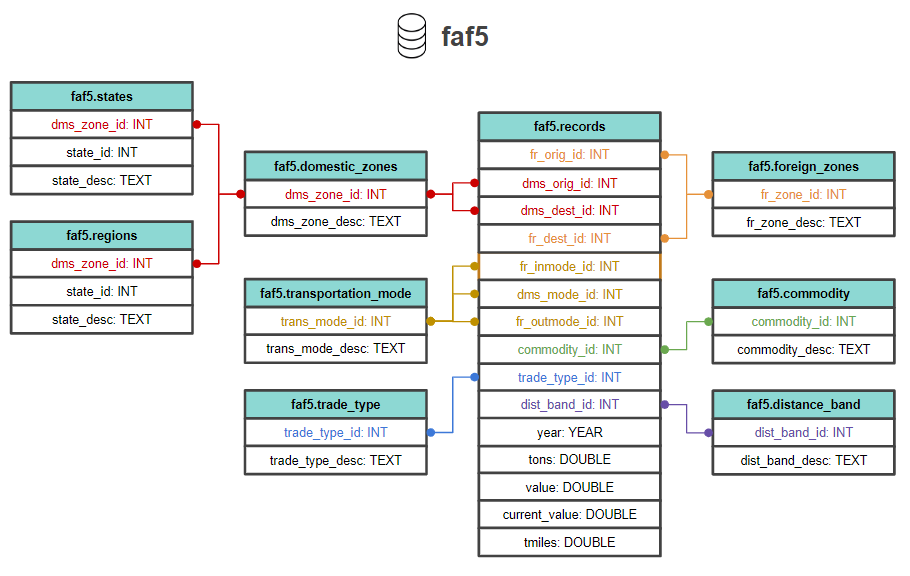 faf5
faf5.states
dms_zone_id: INT
state_id: INT
state_desc: TEXT
faf5.regions
dms_zone_id: INT
state_id: INT
state_desc: TEXT
faf5.domestic_zones
dms_zone_id: INT
dms_zone_desc: TEXT
faf5.transportation_mode
trans_mode_id: INT
trans_mode_desc: TEXT
faf5.trade_type
trade_type_id: INT
trade_type_desc: TEXT
faf5.records
fr_orig_id: INT
dms_orig_id: INT
dms_dest_id: INT
fr_dest_id: INT
fr_inmode_id: INT
dms_mode_id: INT
fr_outmode_id: INT
commodity_id: INT
trade_type_id: INT
dist_band_id: INT
year: YEAR
tons: DOUBLE
value: DOUBLE
current_value: DOUBLE
tmiles: DOUBLE
faf5.foreign_zones
fr_zone_id: INT
fr_zone_desc: TEXT
faf5.commodity
commodity_id: INT
commodity_desc: TEXT
faf5.distance_band
dist_band_id: INT
dist_band_desc: TEXT